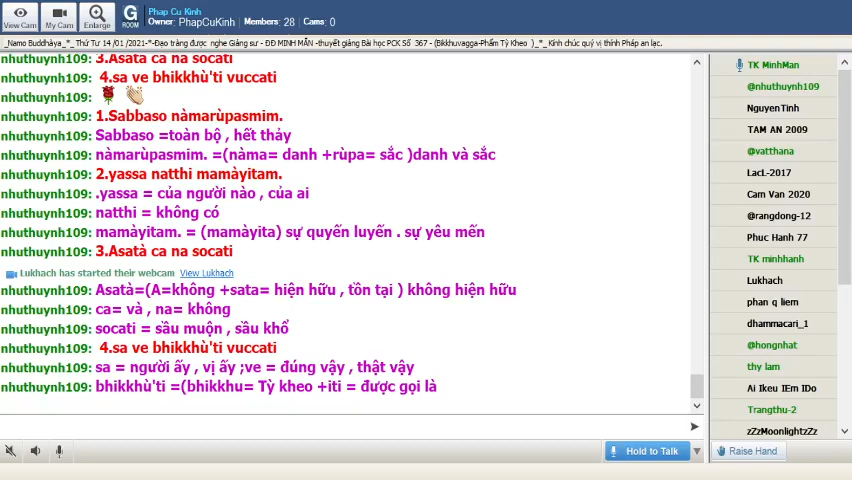 View Cam
My Cam
Enlarge
G
ROOM
Phap Cu Kinh
Owner: PhapCuKinh Members: 28 Cams: 0
_Namo Buddhàya_*_ Thứ Tư 14 /01 /2021-*-Đạo tràng được nghe Giảng sư - ĐĐ MINH MẪN -thuyết giảng Bài học PCK Số 367 - (Bikkhuvagga-Phẩm Tỳ Kheo )_*_ Kính chúc quý vị thính Pháp an lạc.
nhuthuynh109: 3.Asatà ca na socati
nhuthuynh109: 4.sa ve bhikkhù'ti vuccati
nhuthuynh109:
nhuthuynh109: 1.Sabbaso nàmarùpasmim.
nhuthuynh109: Sabbaso =toàn bộ , hết thảy
nhuthuynh109: nàmarùpasmim. =(nàma= danh +rùpa= sắc )danh và sắc
nhuthuynh109: 2.yassa natthi mamàyitam.
nhuthuynh109: .yassa = của người nào , của ai
nhuthuynh109: natthi = không có
nhuthuynh109: mamàyitam. = (mamàyita) sự quyến luyến . sự yêu mến
nhuthuynh109: 3.Asatà ca na socati
Lukhach has started their webcam View Lukhach
nhuthuynh109: Asatà=(A=không +sata= hiện hữu , tồn tại ) không hiện hữu
nhuthuynh109: ca= và , na= không
nhuthuynh109: socati = sầu muộn , sầu khổ
nhuthuynh109: 4.sa ve bhikkhù'ti vuccati
nhuthuynh109: sa = người ấy , vị ấy ;ve = đúng vậy , thật vậy
nhuthuynh109: bhikkhù'ti =(bhikkhu= Tỳ kheo +iti = được gọi là
TK MinhMan
@nhuthuynh109
NguyenTinh
TAM AN 2009
@vatthana
LacL-2017
Cam Van 2020
@rangdong-12
Phuc Hanh 77
TK minhhanh
Lukhach
phan q liem
dhammacari_1
@hongnhat
thy lam
Ai lkeu IEm IDo
Trangthu-2
zZzMoonlightzZz
Hold to Talk
Raise Hand